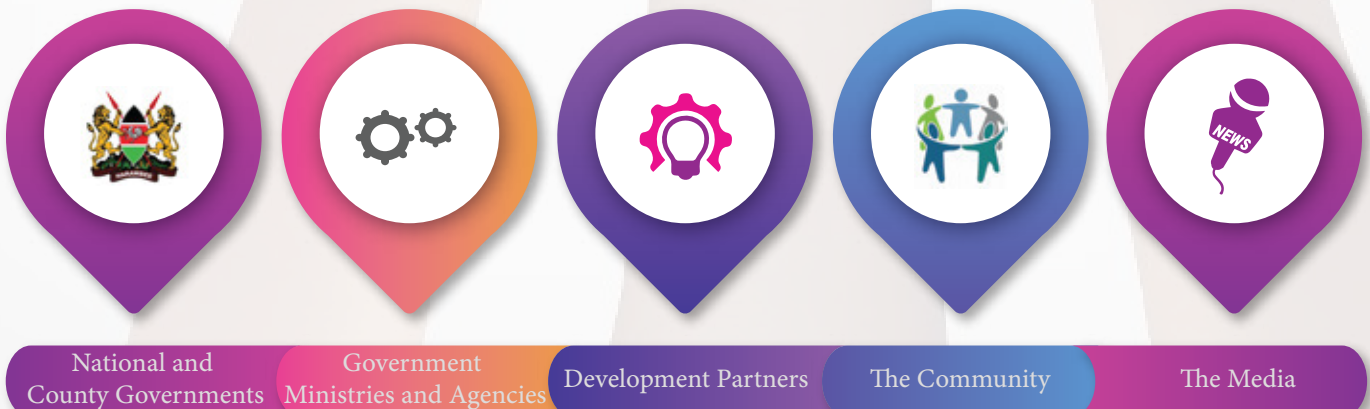 NEWS
National and
County Governments
Government
Ministries and Agencies
Development Partners
The Community
The Media